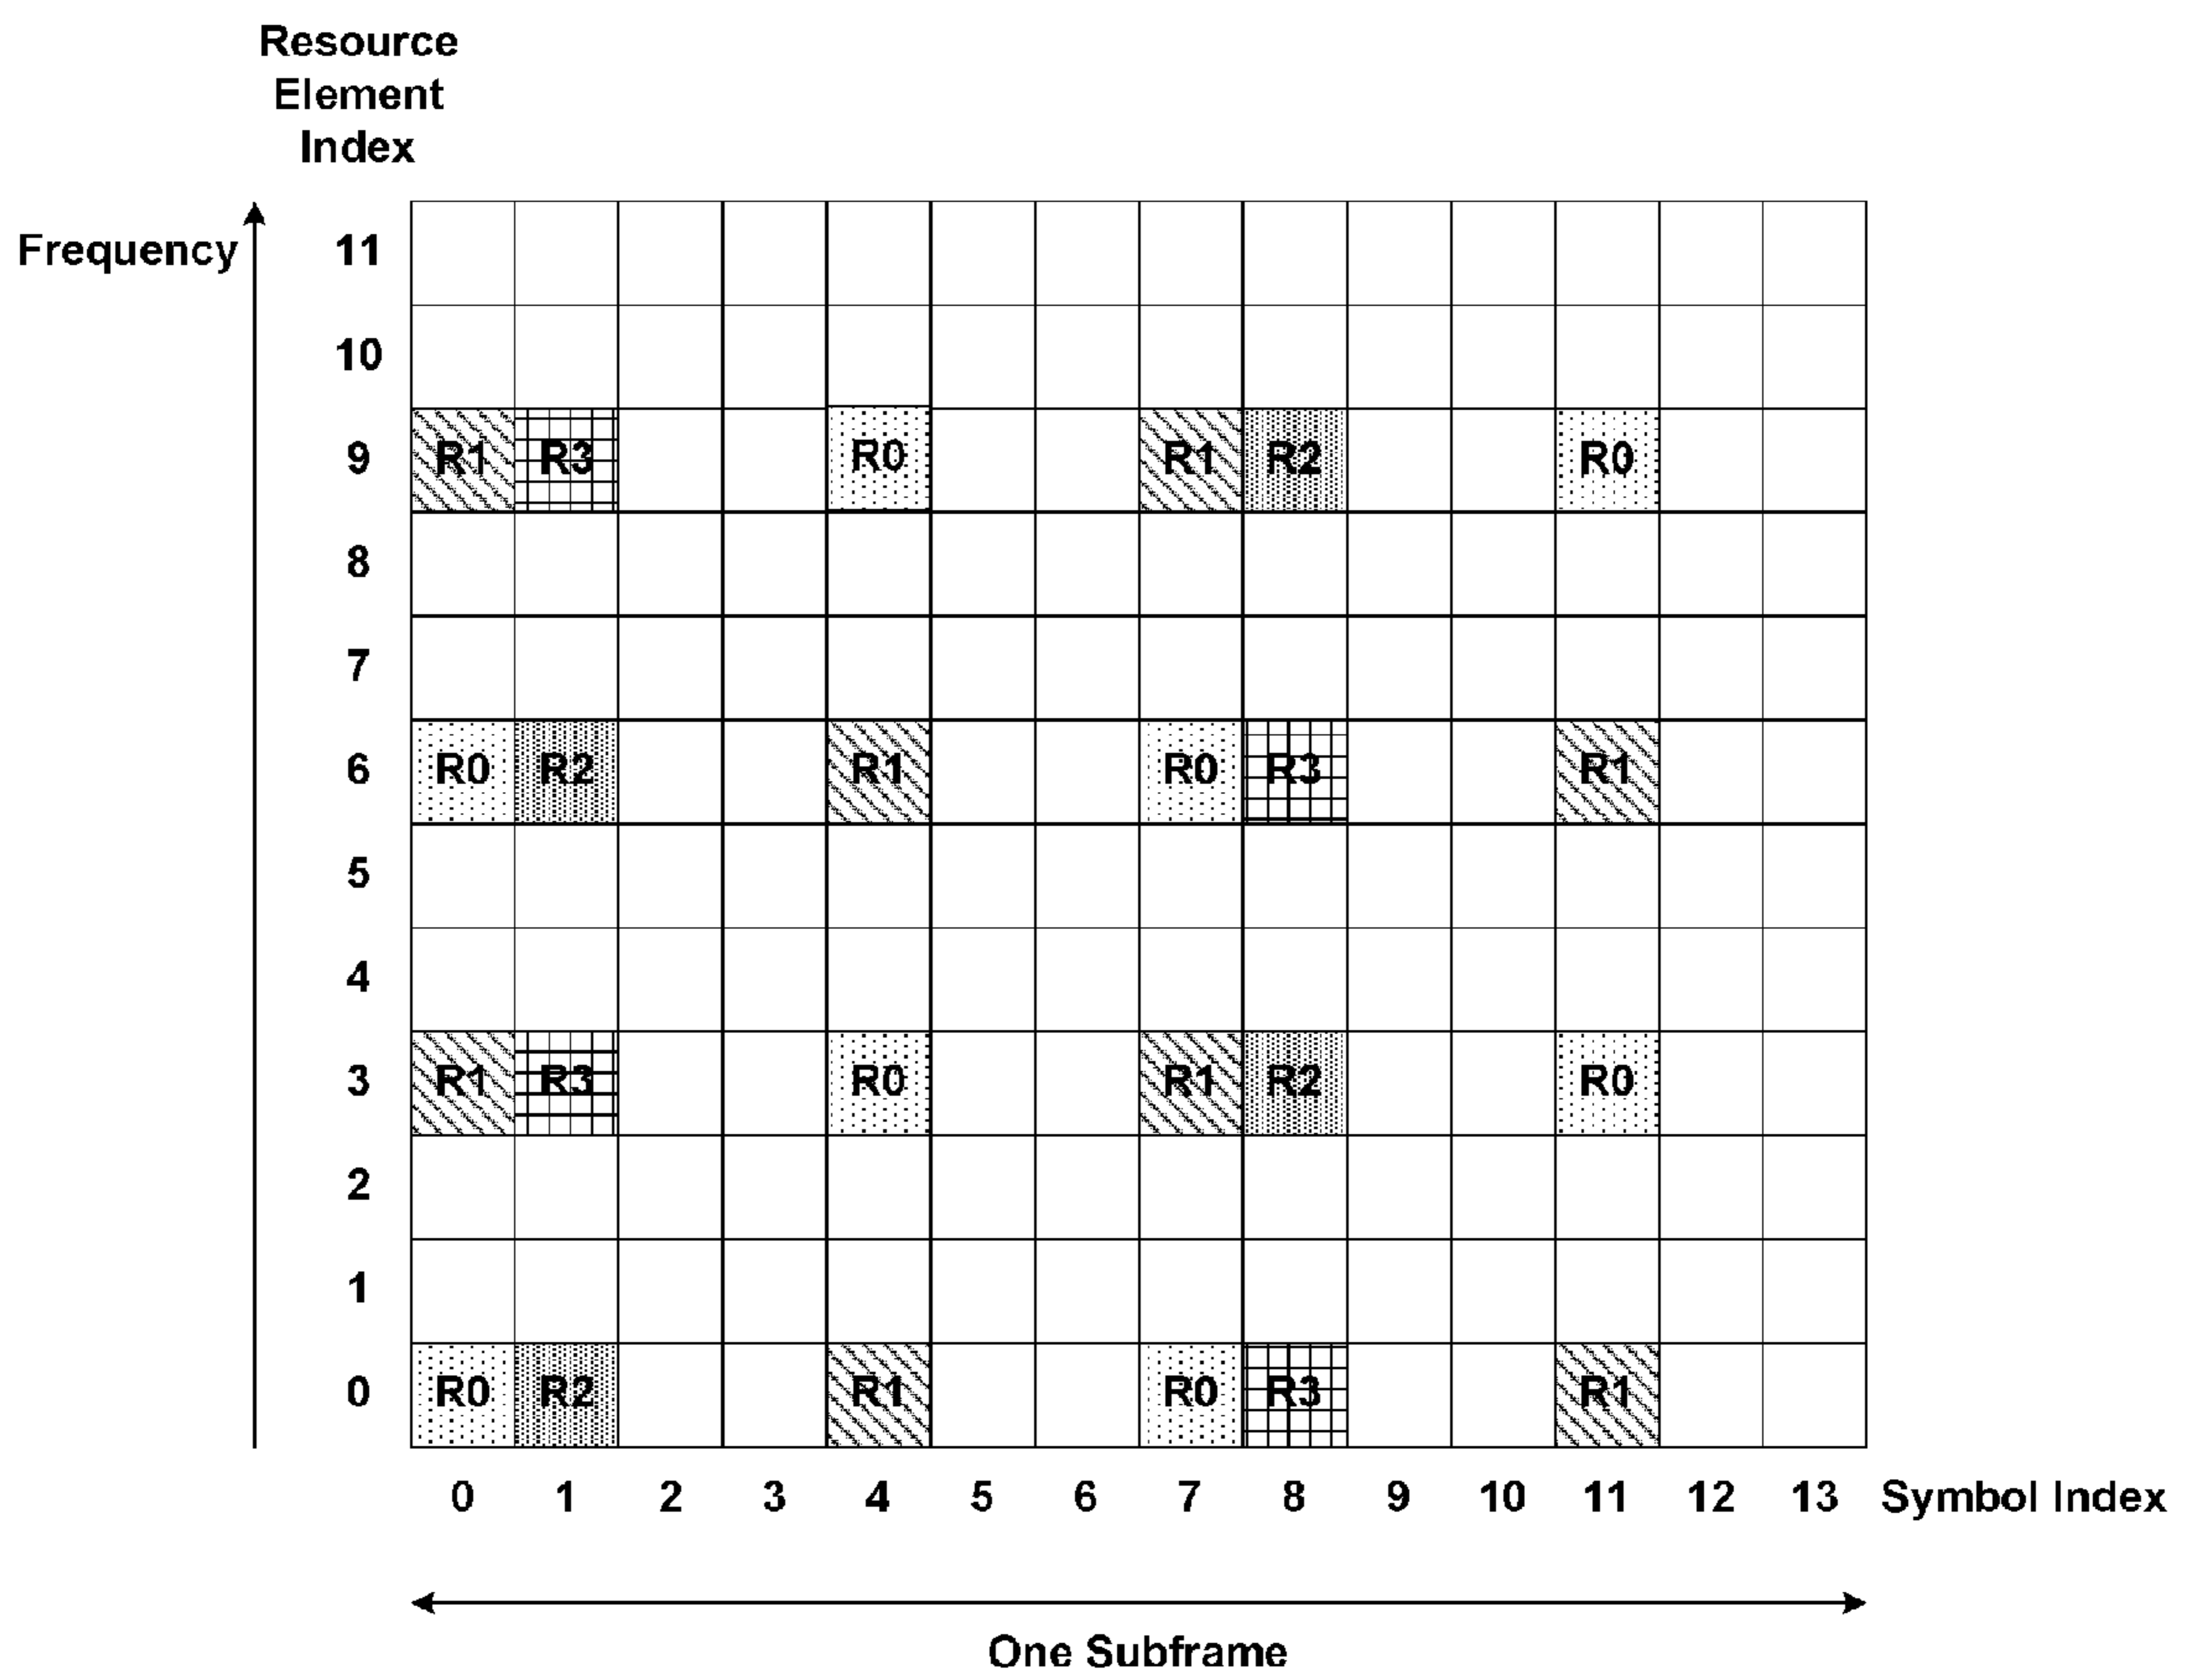 Resource
Element
Index
Frequency
11
10
9 R1 R3 R0 R1 R2 R0
8
7
6 R0 R2 R1 R0 R3 R1
5
4
3 R1 R3 R0 R1 R2 R0
2
1
0 R0 R2 R1 R0 R3 R1
0 1 2 3 4 5 6 7 8 9 10 11 12 13 Symbol Index
One Subframe